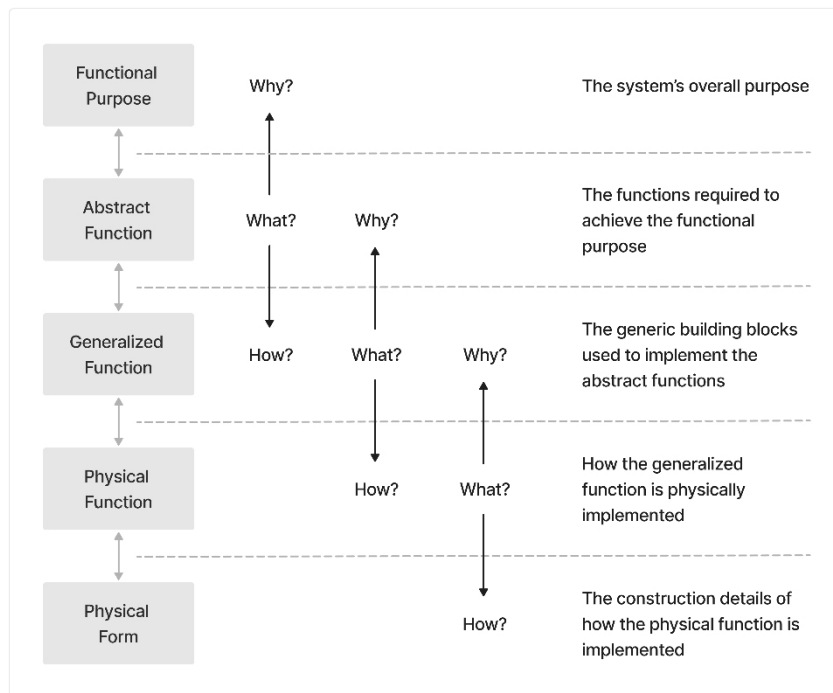 Functional
Purpose
Why?
The system’s overall purpose
Abstract
Function
What?
Why?
The functions required to
achieve the functional
purpose
Generalized
Function
How?
What?
Why?
The generic building blocks
used to implement the
abstract functions
Physical
Function
How?
What?
How the generalized
function is physically
implemented
Physical
Form
How?
The construction details of
how the physical function is
implemented